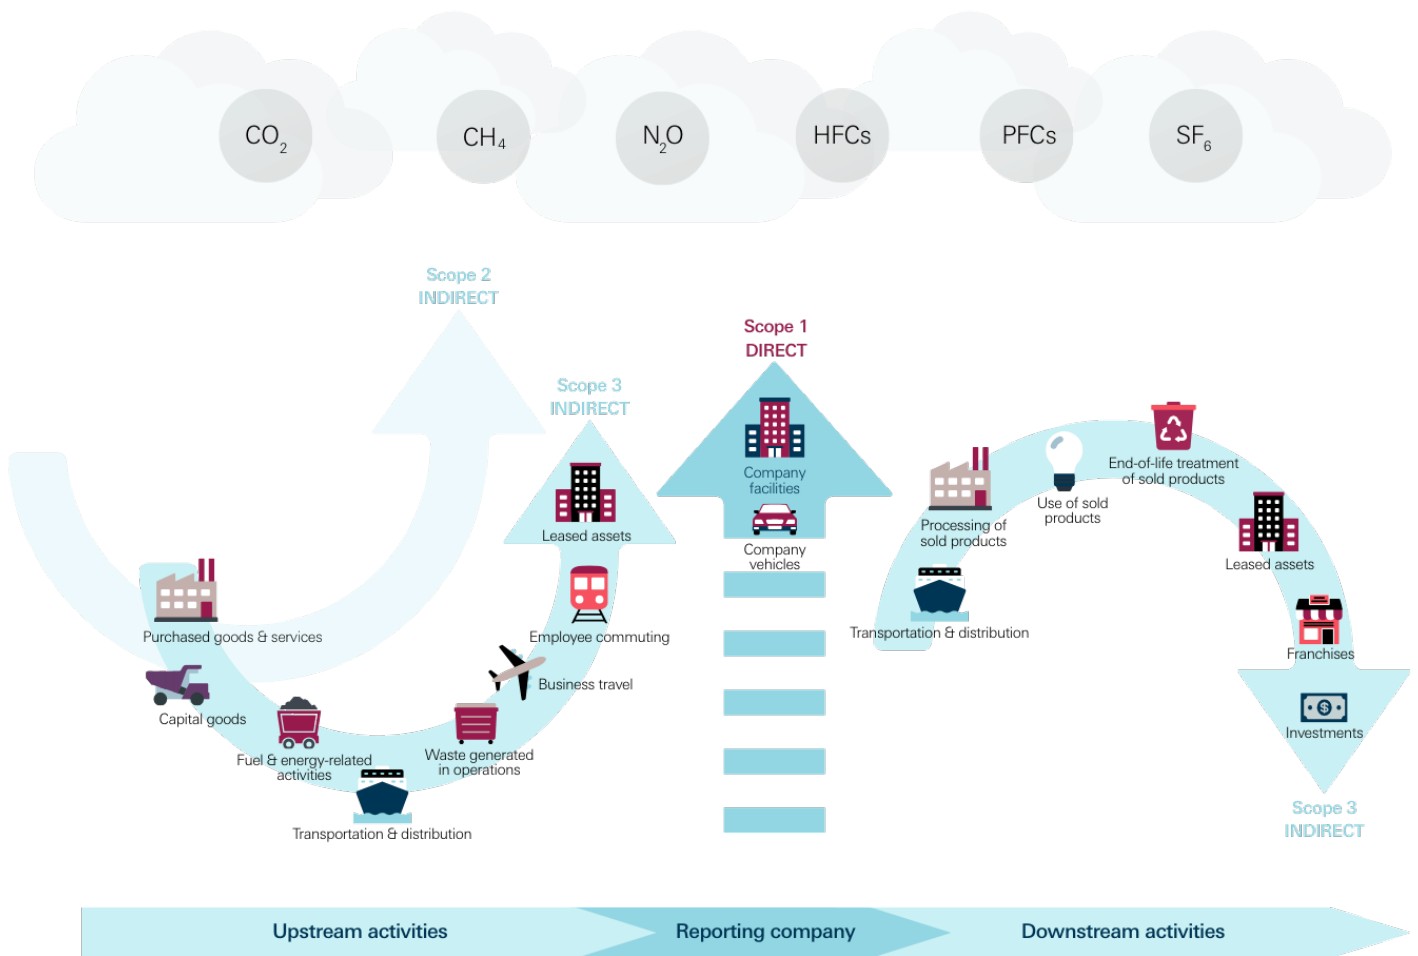 CO2
CH4
N2O
HFCs
PFCs
SF6
Scope 2
INDIRECT
Scope 3
INDIRECT
Leased assets
Employee commuting
Business travel
Waste generated
in operations
Transportation & distribution
Fuel & energy-related
activities
Capital goods
Purchased goods & services
Scope 1
DIRECT
Company
facilities
Company
vehicles
Transportation & distribution
Processing of
sold products
Use of sold
products
End-of-life treatment
of sold products
Leased assets
Franchises
$
Investments
Scope 3
INDIRECT
Upstream activities
Reporting company
Downstream activities